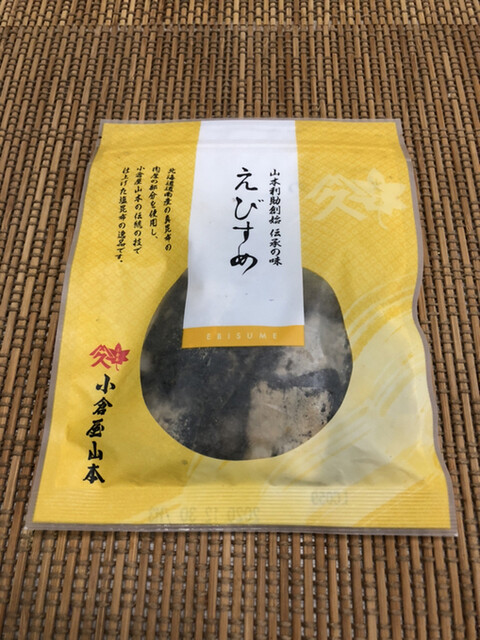 山本利助創始 伝承の味
えびすめ
EBISUME
北海道道南産の真昆布の
肉厚の部分を使用し、
小倉屋山本の伝統の技で
仕上げた塩昆布の逸品です。
小倉屋山本